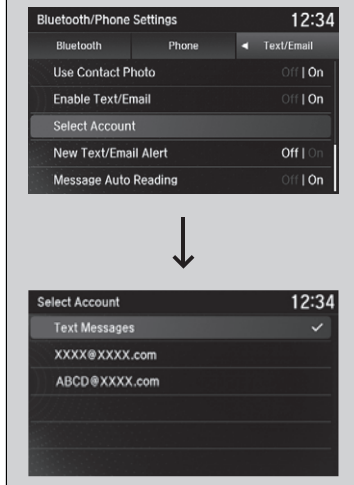 Bluetooth/Phone Settings 12:34
Bluetooth Phone ◄ Text/Email
Use Contact Photo Off | On
Enable Text/Email Off | On
Select Account
New Text/Email Alert Off | On
Message Auto Reading Off | On
Select Account 12:34
Text Messages ✓
XXXX@XXXX.com
ABCD@XXXX.com